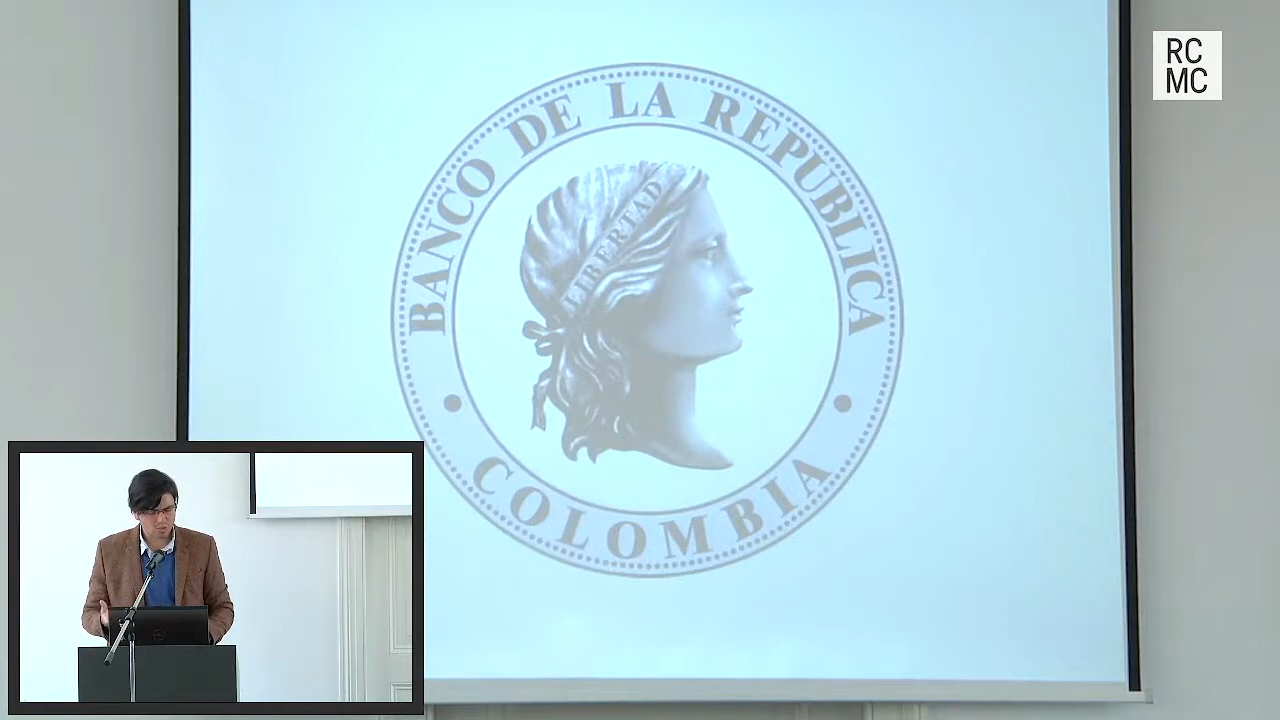 RC
MC
BANCO DE LA REPUBLICA
LIBERTAD
COLOMBIA